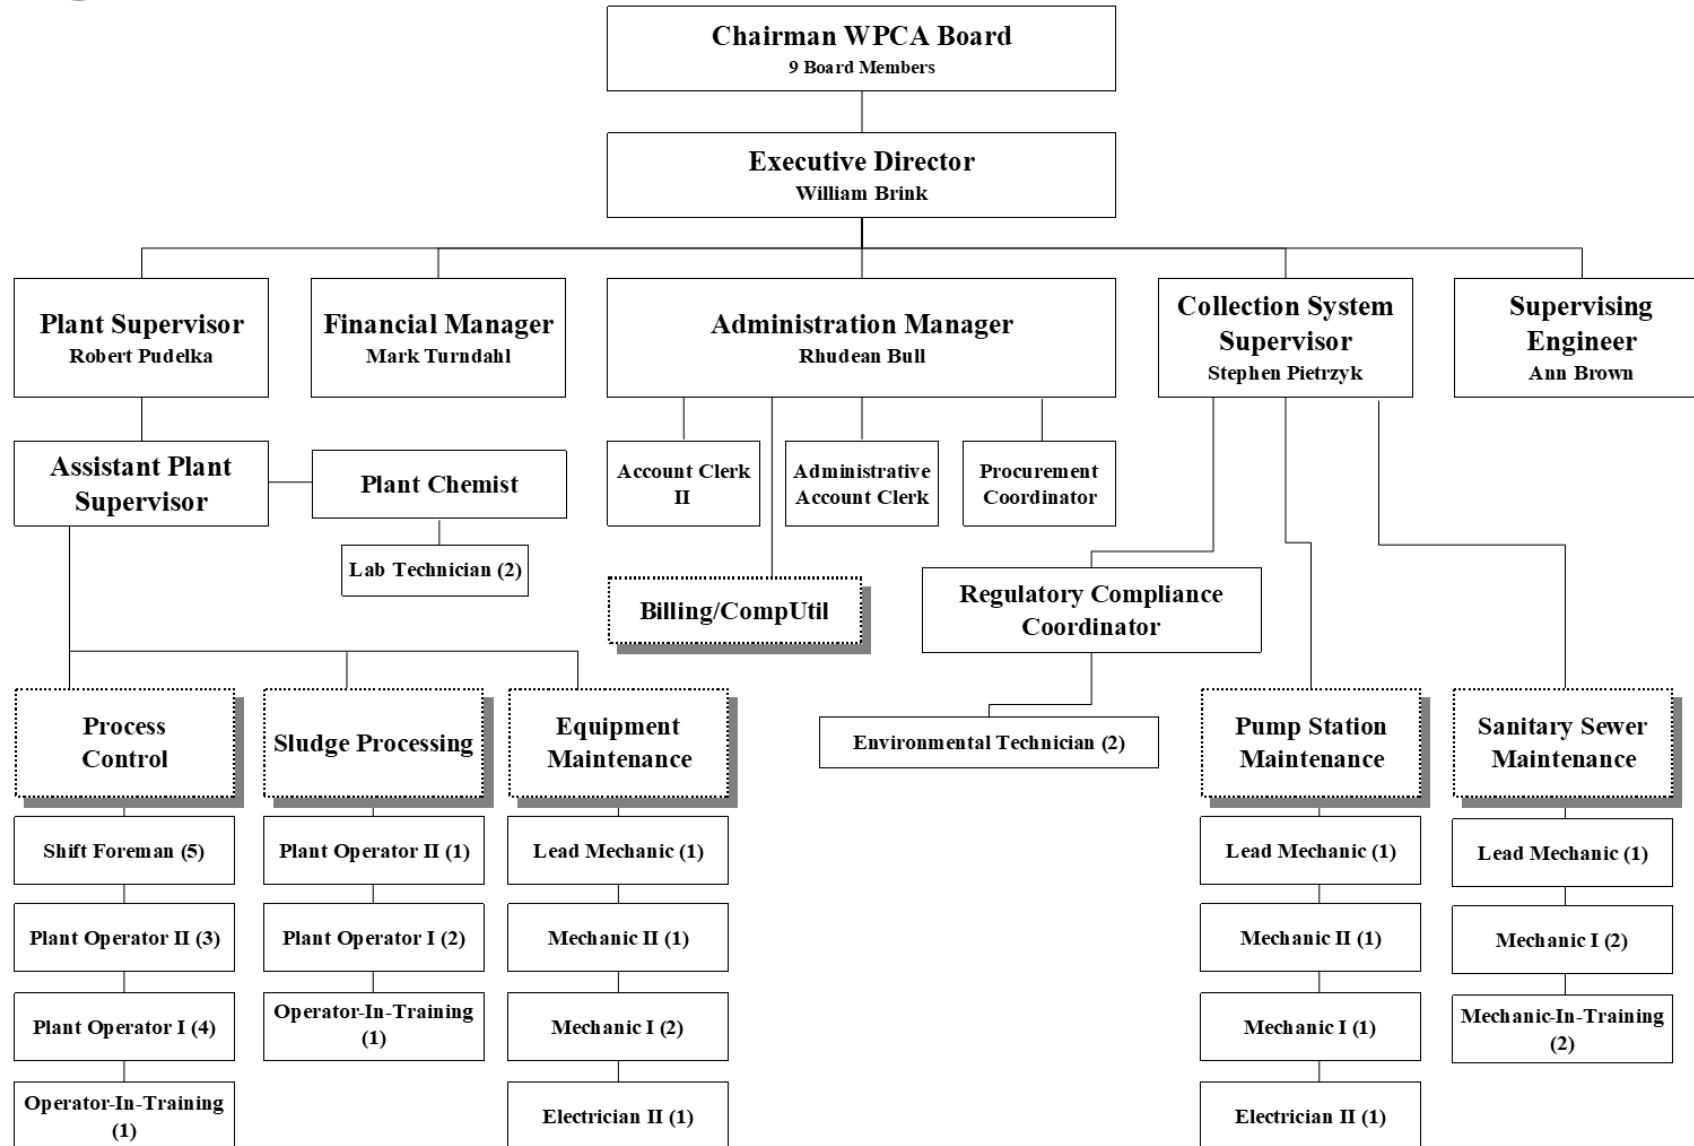 Chairman WPCA Board
9 Board Members
Executive Director
William Brink
Plant Supervisor
Robert Pudelka
Financial Manager
Mark Turndahl
Administration Manager
Rhudean Bull
Collection System
Supervisor
Stephen Pietrzyk
Supervising
Engineer
Ann Brown
Assistant Plant
Supervisor
Plant Chemist
Lab Technician (2)
Account Clerk
II
Administrative
Account Clerk
Procurement
Coordinator
Billing/CompUtil
Regulatory Compliance
Coordinator
Environmental Technician (2)
Process
Control
Shift Foreman (5)
Plant Operator II (3)
Plant Operator I (4)
Operator-In-Training
(1)
Sludge Processing
Plant Operator II (1)
Plant Operator I (2)
Operator-In-Training
(1)
Equipment
Maintenance
Lead Mechanic (1)
Mechanic II (1)
Mechanic I (2)
Electrician II (1)
Pump Station
Maintenance
Lead Mechanic (1)
Mechanic II (1)
Mechanic I (1)
Electrician II (1)
Sanitary Sewer
Maintenance
Lead Mechanic (1)
Mechanic I (2)
Mechanic-In-Training
(2)